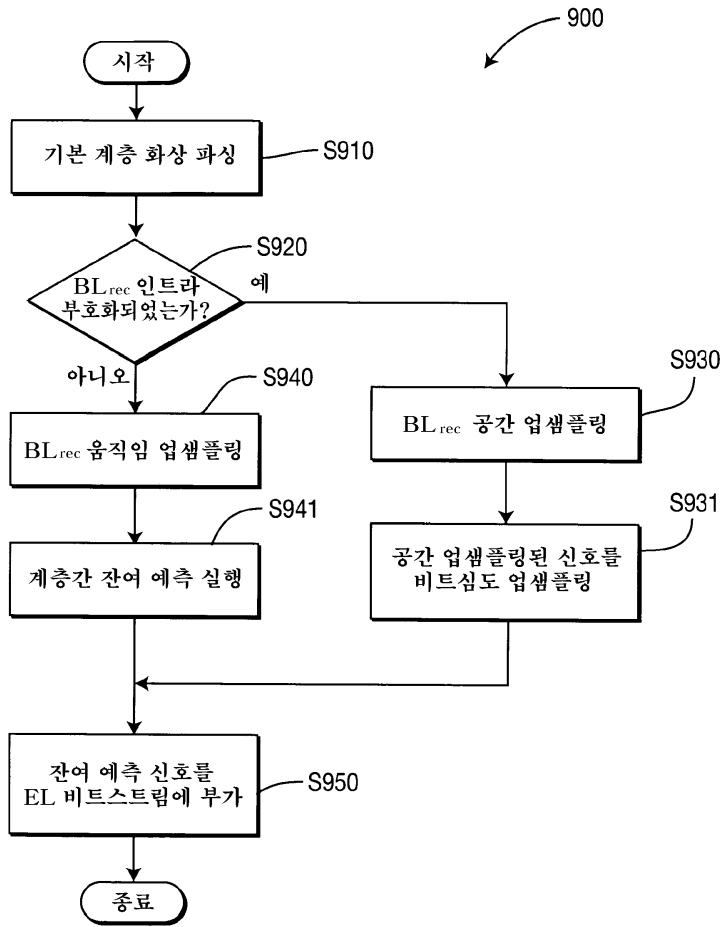 900
시작
기본 계층 화상 파싱
S910
S920
BLrec 인트라
부호화되었는가?
예
아니오
S940
S930
BLrec 움직임 업샘플링
BLrec 공간 업샘플링
S941
S931
계층간 잔여 예측 실행
공간 업샘플링된 신호를
비트심도 업샘플링
잔여 예측 신호를
EL 비트스트림에 부가
S950
종료